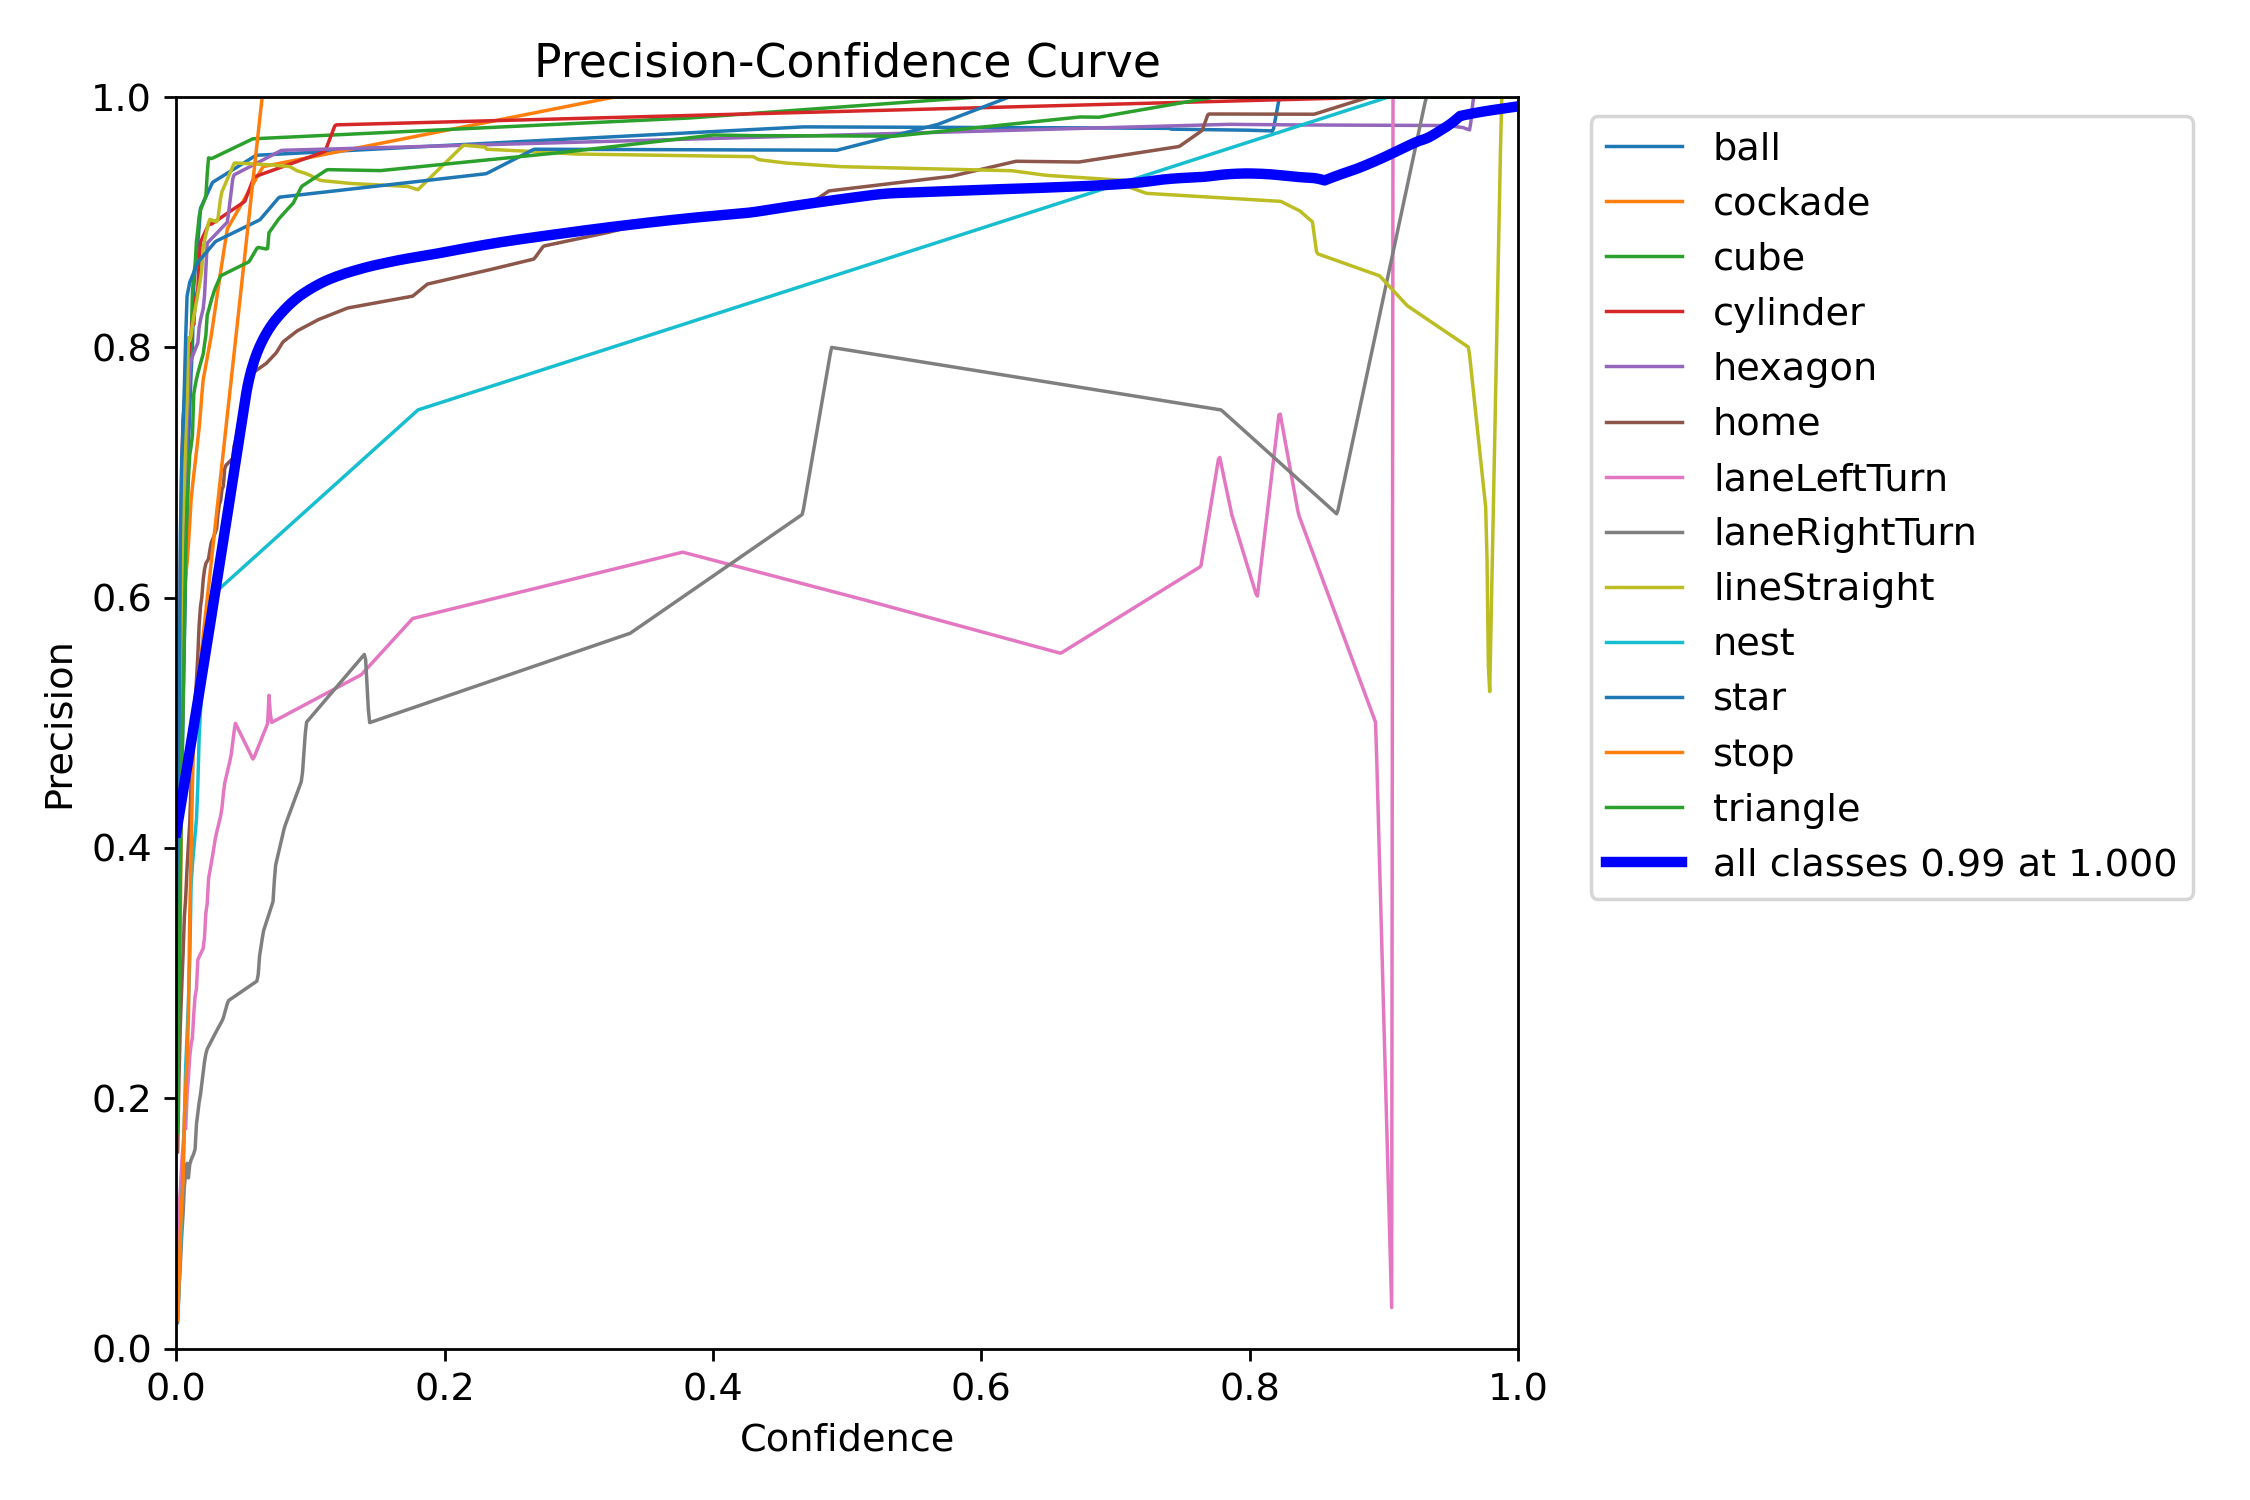 Precision-Confidence Curve
1.0
0.8
0.6
0.4
0.2
0.0
Precision
0.0 0.2 0.4 0.6 0.8 1.0
Confidence
ball
cockade
cube
cylinder
hexagon
home
laneLeftTurn
laneRightTurn
lineStraight
nest
star
stop
triangle
all classes 0.99 at 1.000